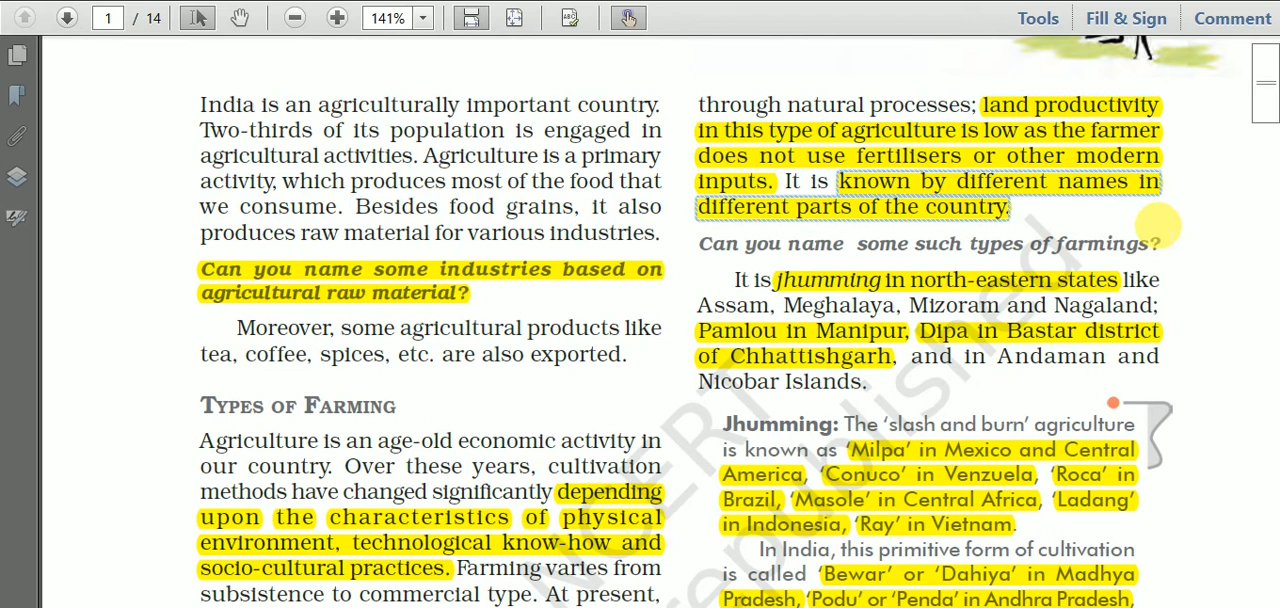 1 / 14 141% Tools Fill & Sign Comment
India is an agriculturally important country.
Two-thirds of its population is engaged in
agricultural activities. Agriculture is a primary
activity, which produces most of the food that
we consume. Besides food grains, it also
produces raw material for various industries.
Can you name some industries based on
agricultural raw material?
Moreover, some agricultural products like
tea, coffee, spices, etc. are also exported.
TYPES OF FARMING
Agriculture is an age-old economic activity in
our country. Over these years, cultivation
methods have changed significantly depending
upon the characteristics of physical
environment, technological know-how and
socio-cultural practices. Farming varies from
subsistence to commercial type. At present,
through natural processes; land productivity
in this type of agriculture is low as the farmer
does not use fertilisers or other modern
inputs. It is known by different names in
different parts of the country.
Can you name some such types of farmings?
It is jhumming in north-eastern states like
Assam, Meghalaya, Mizoram and Nagaland;
Pamlou in Manipur, Dipa in Bastar district
of Chhattishgarh, and in Andaman and
Nicobar Islands.
Jhumming: The ‘slash and burn’ agriculture
is known as ‘Milpa’ in Mexico and Central
America, ‘Conuco’ in Venzuela, ‘Roca’ in
Brazil, ‘Masole’ in Central Africa, ‘Ladang’
in Indonesia, ‘Ray’ in Vietnam.
In India, this primitive form of cultivation
is called ‘Bewar’ or ‘Dahiya’ in Madhya
Pradesh, ‘Podu’ or ‘Penda’ in Andhra Pradesh,
NCERT
republished